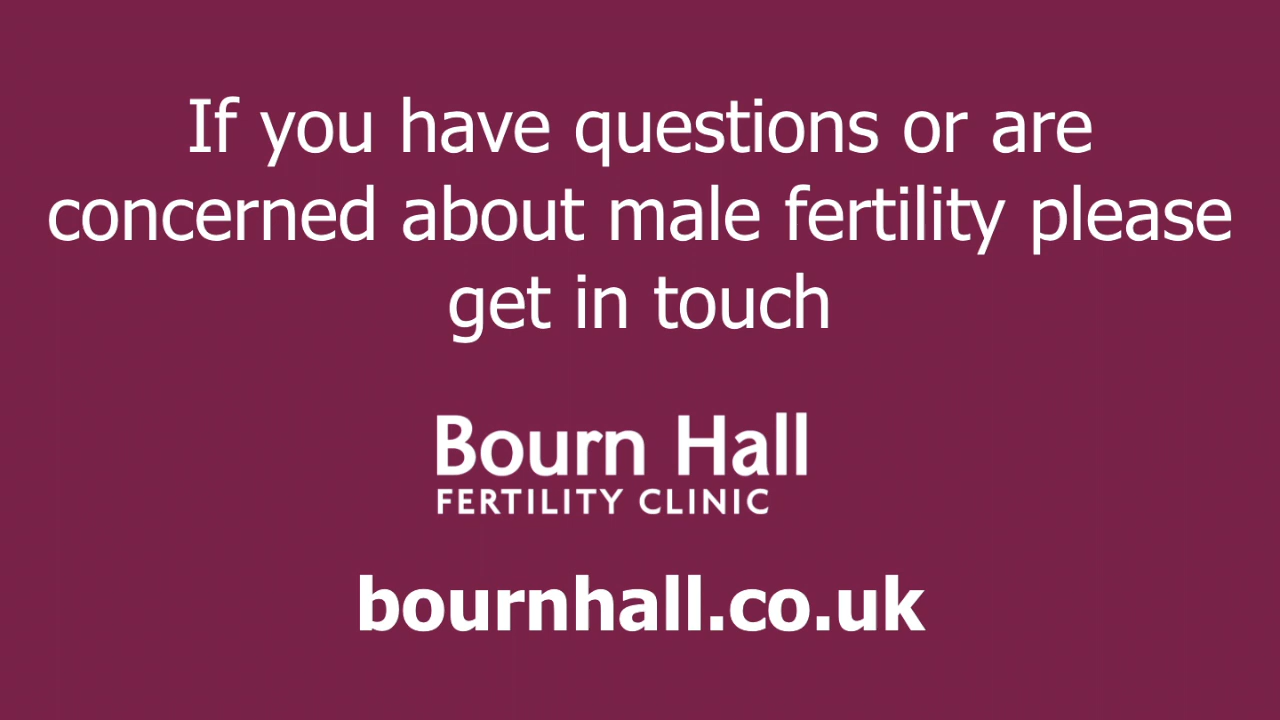 If you have questions or are
concerned about male fertility please
get in touch
Bourn Hall
FERTILITY CLINIC
bournhall.co.uk